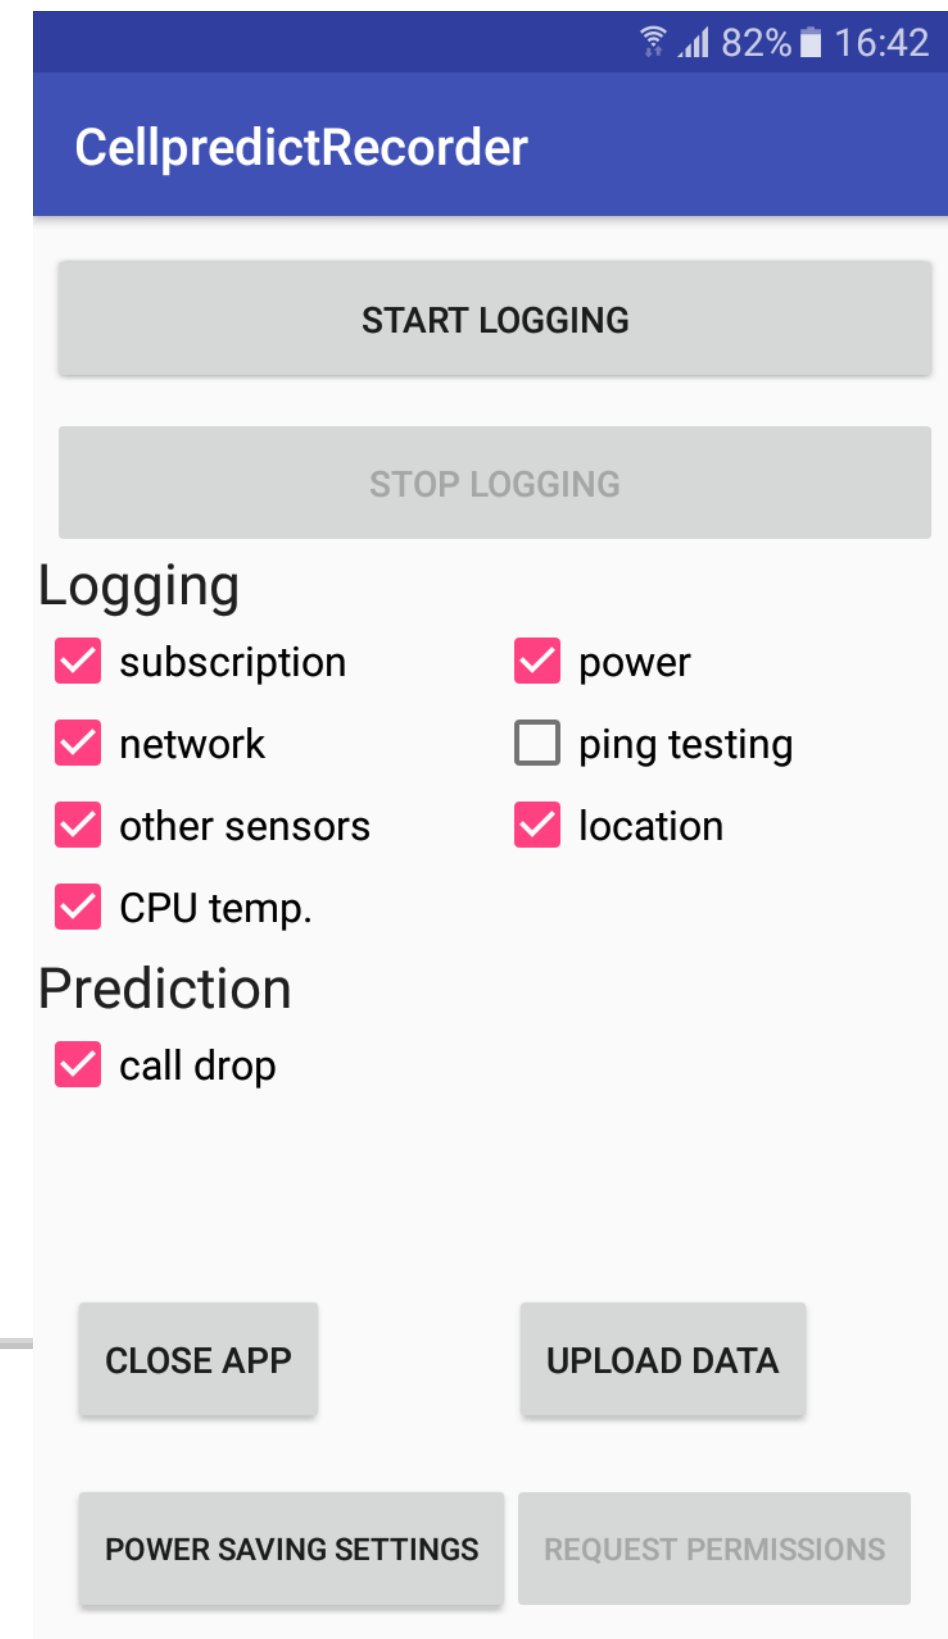 82% 16:42
CellpredictRecorder
START LOGGING
STOP LOGGING
Logging
subscription power
network ping testing
other sensors location
CPU temp.
Prediction
call drop
CLOSE APP UPLOAD DATA
POWER SAVING SETTINGS REQUEST PERMISSIONS